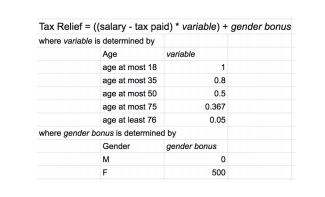 Tax Relief = ((salary - tax paid) * variable) + gender bonus
where variable is determined by
Age variable
age at most 18 1
age at most 35 0.8
age at most 50 0.5
age at most 75 0.367
age at least 76 0.05
where gender bonus is determined by
Gender gender bonus
M 0
F 500